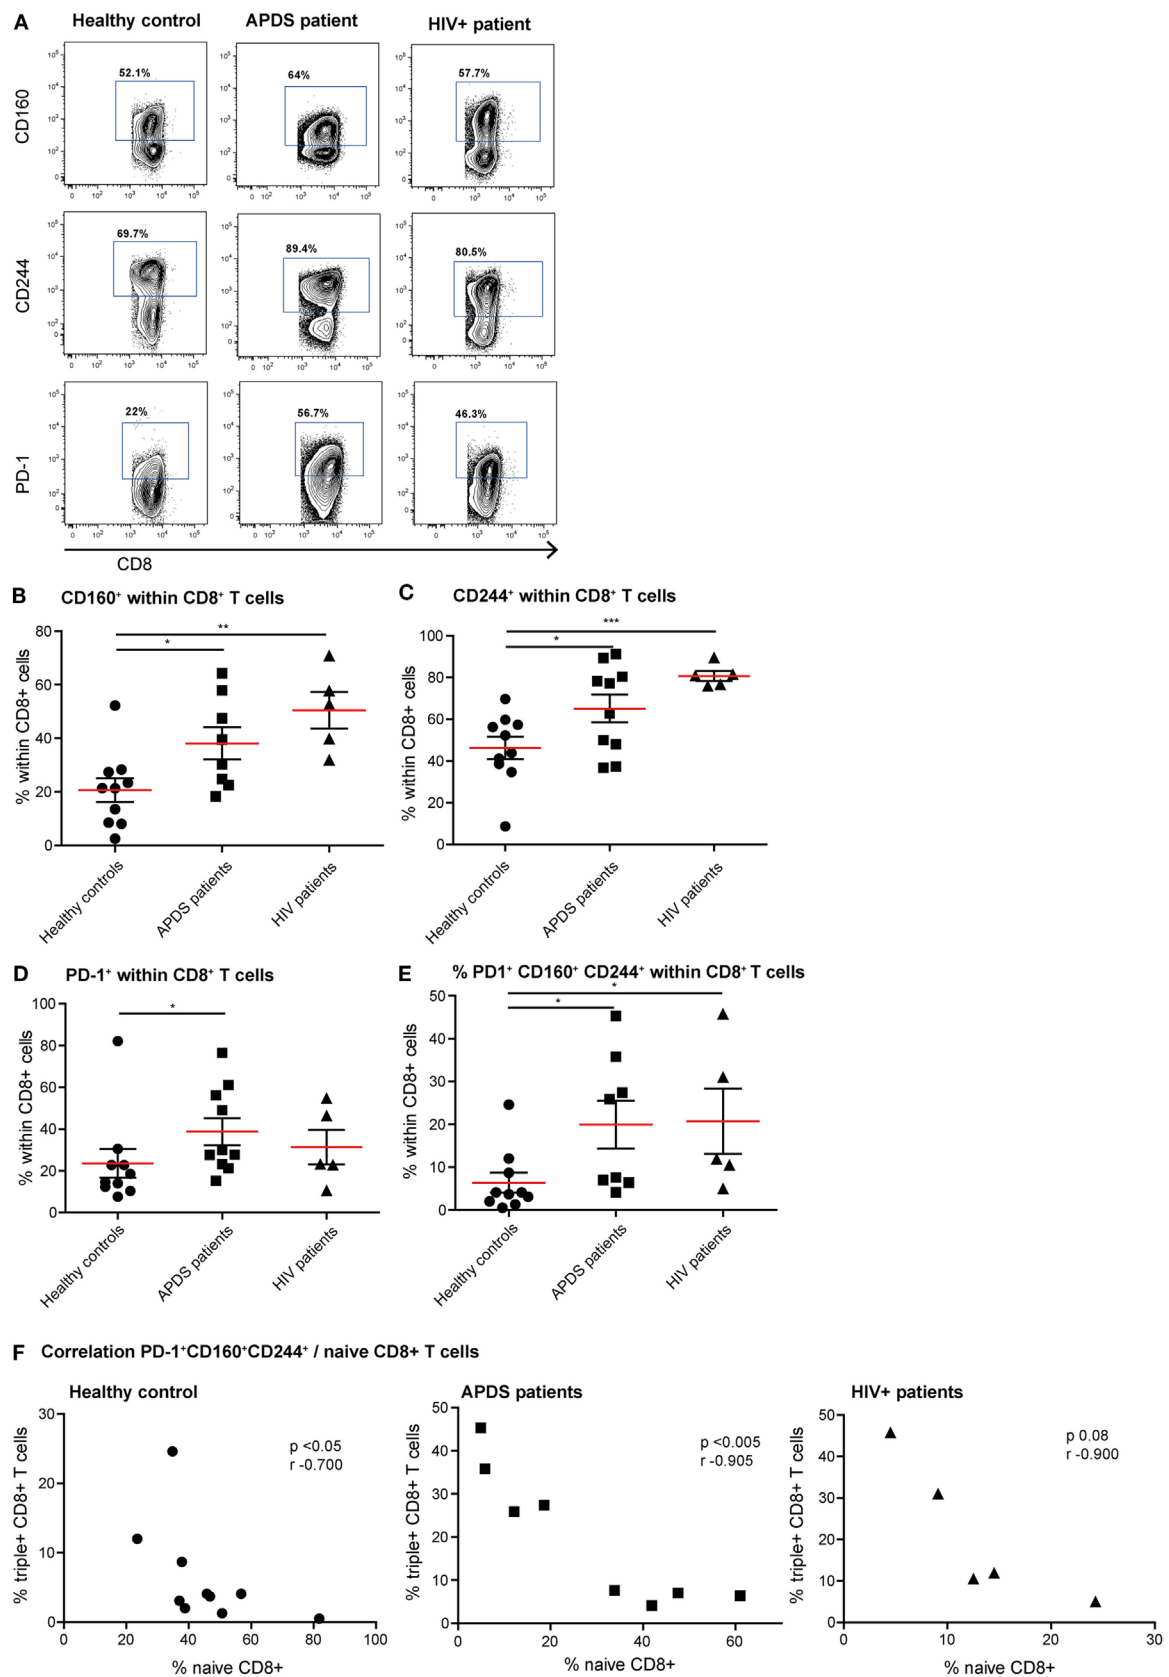 A
Healthy control
APDS patient
HIV+ patient
CD160
52.1%
64%
57.7%
CD244
69.7%
89.4%
80.5%
PD-1
22%
56.7%
46.3%
CD8
B
CD160⁺ within CD8⁺ T cells
**
*
% within CD8+ cells
80
60
40
20
0
Healthy controls
APDS patients
HIV patients
C
CD244⁺ within CD8⁺ T cells
***
*
% within CD8+ cells
100
80
60
40
20
0
Healthy controls
APDS patients
HIV patients
D
PD-1⁺ within CD8⁺ T cells
*
% within CD8+ cells
100
80
60
40
20
0
Healthy controls
APDS patients
HIV patients
E
% PD1⁺ CD160⁺ CD244⁺ within CD8⁺ T cells
*
*
% within CD8+ cells
50
40
30
20
10
0
Healthy controls
APDS patients
HIV patients
F
Correlation PD-1⁺CD160⁺CD244⁺ / naive CD8+ T cells
Healthy control
% triple+ CD8+ T cells
30
20
10
0
p <0.05
r -0.700
0 20 40 60 80 100
% naive CD8+
APDS patients
% triple+ CD8+ T cells
50
40
30
20
10
0
p <0.005
r -0.905
0 20 40 60
% naive CD8+
HIV+ patients
% triple+ CD8+ T cells
50
40
30
20
10
0
p 0.08
r -0.900
0 10 20 30
% naive CD8+